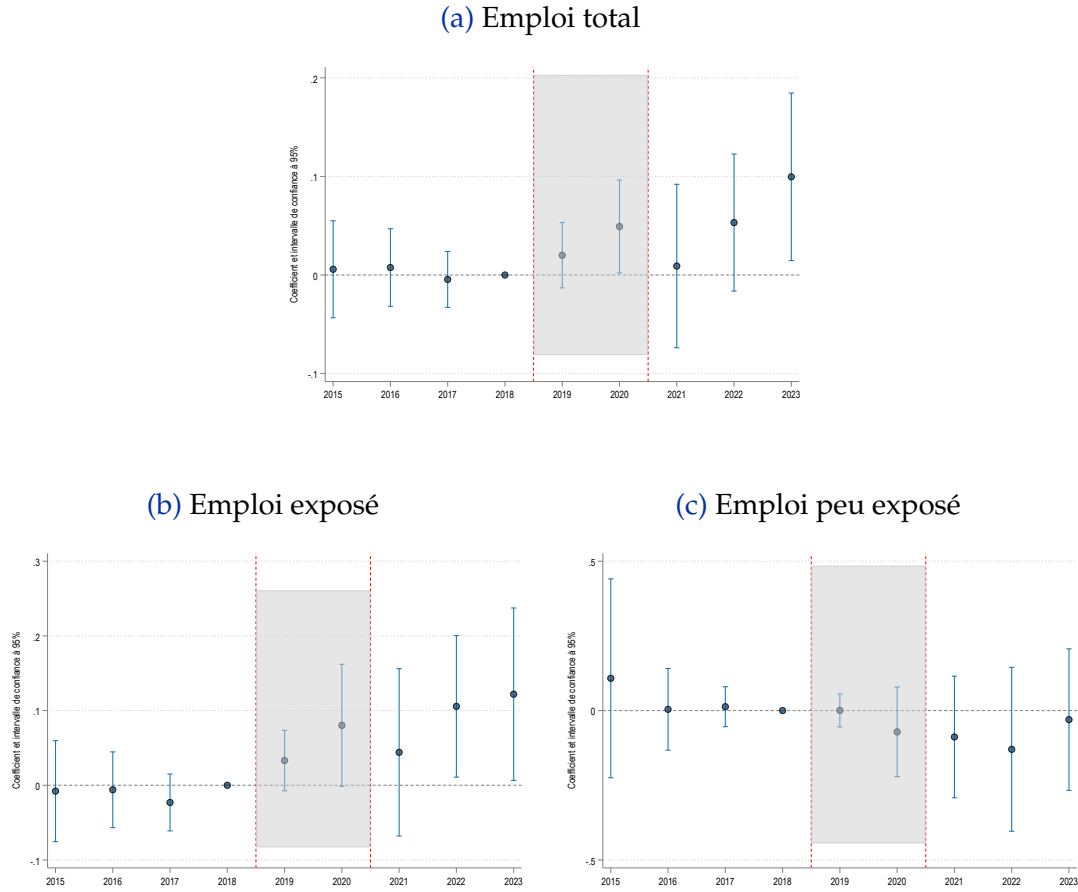 (a) Emploi total
Coefficient et intervalle de confiance à 95%
.2
.1
0
-.1
2015 2016 2017 2018 2019 2020 2021 2022 2023
(b) Emploi exposé
Coefficient et intervalle de confiance à 95%
.3
.2
.1
0
-.1
2015 2016 2017 2018 2019 2020 2021 2022 2023
(c) Emploi peu exposé
Coefficient et intervalle de confiance à 95%
.5
0
-.5
2015 2016 2017 2018 2019 2020 2021 2022 2023